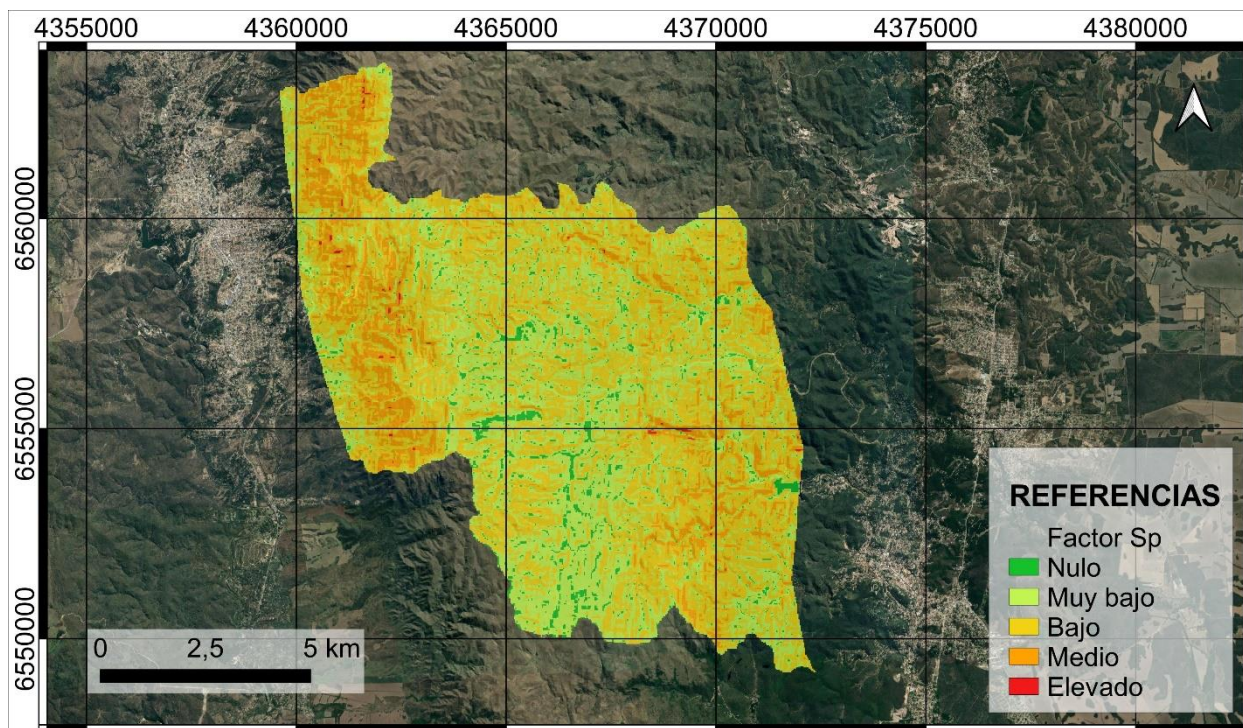 4355000 4360000 4365000 4370000 4375000 4380000
6560000
6555000
6550000
REFERENCIAS
Factor Sp
Nulo
Muy bajo
Bajo
Medio
Elevado
0 2,5 5 km